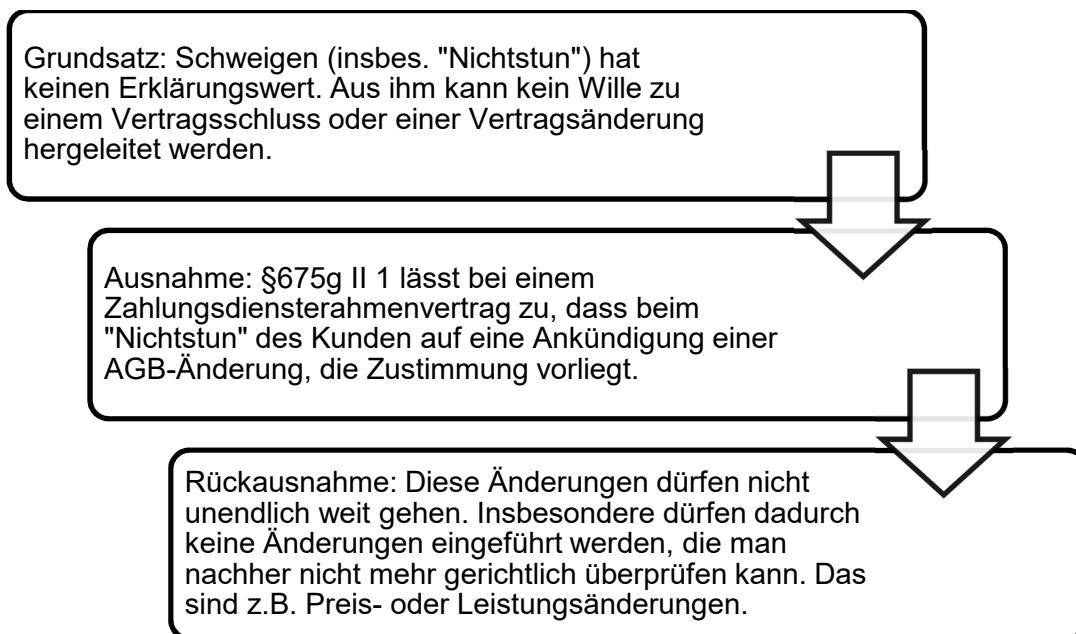 Grundsatz: Schweigen (insbes. "Nichtstun") hat
keinen Erklärungswert. Aus ihm kann kein Wille zu
einem Vertragsschluss oder einer Vertragsänderung
hergeleitet werden.
Ausnahme: §675g II 1 lässt bei einem
Zahlungsdiensterahmenvertrag zu, dass beim
"Nichtstun" des Kunden auf eine Ankündigung einer
AGB-Änderung, die Zustimmung vorliegt.
Rückausnahme: Diese Änderungen dürfen nicht
unendlich weit gehen. Insbesondere dürfen dadurch
keine Änderungen eingeführt werden, die man
nachher nicht mehr gerichtlich überprüfen kann. Das
sind z.B. Preis- oder Leistungsänderungen.